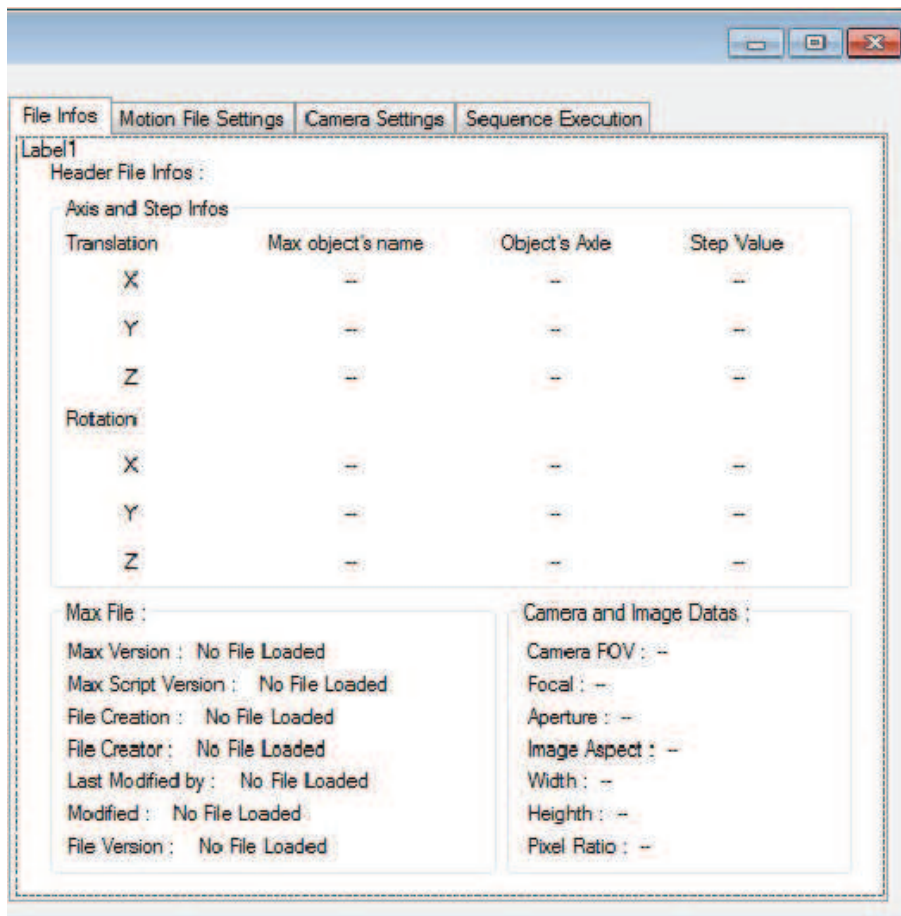 File Infos Motion File Settings Camera Settings Sequence Execution
Label1
Header File Infos :
Axis and Step Infos
Translation Max object's name Object's Axle Step Value
X -- -- --
Y -- -- --
Z -- -- --
Rotation
X -- -- --
Y -- -- --
Z -- -- --
Max File :
Max Version : No File Loaded
Max Script Version : No File Loaded
File Creation : No File Loaded
File Creator : No File Loaded
Last Modified by : No File Loaded
Modified : No File Loaded
File Version : No File Loaded
Camera and Image Datas :
Camera FOV : --
Focal : --
Aperture : --
Image Aspect : --
Width : --
Heighth : --
Pixel Ratio : --